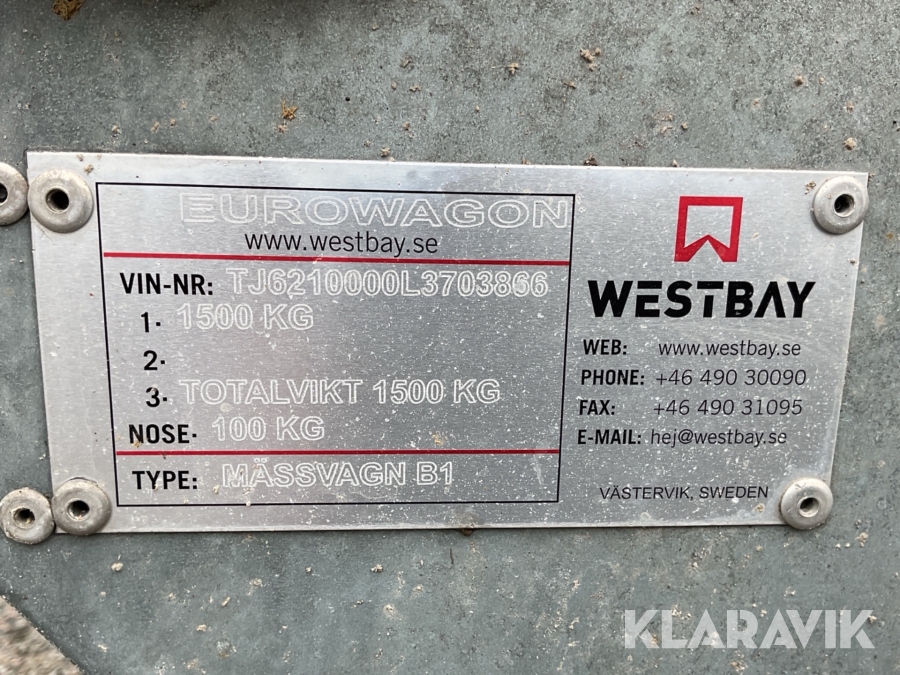 EUROWAGON
www.westbay.se
VIN-NR: TJ6210000L3703866
1. 1500 KG
2.
3. TOTALVIKT 1500 KG
NOSE. 100 KG
TYPE: MÄSSVAGN B1
WESTBAY
WEB: www.westbay.se
PHONE: +46 490 30090
FAX: +46 490 31095
E-MAIL: hej@westbay.se
VÄSTERVIK, SWEDEN
KLARAVIK